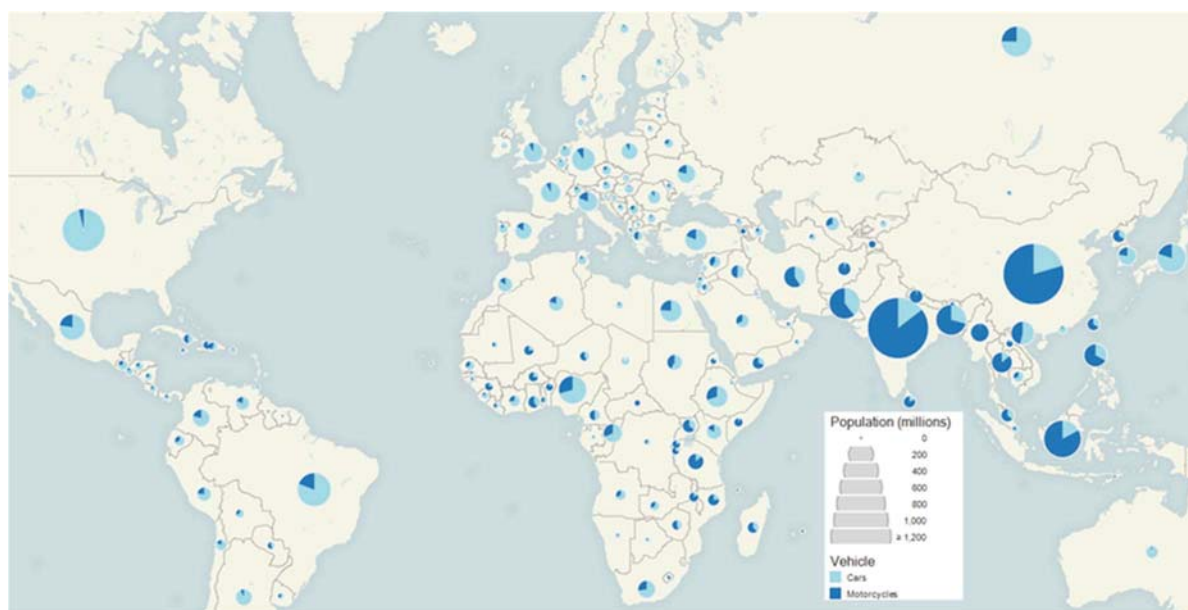 Population (millions)
0
200
400
600
800
1,000
≥ 1,200
Vehicle
Cars
Motorcycles